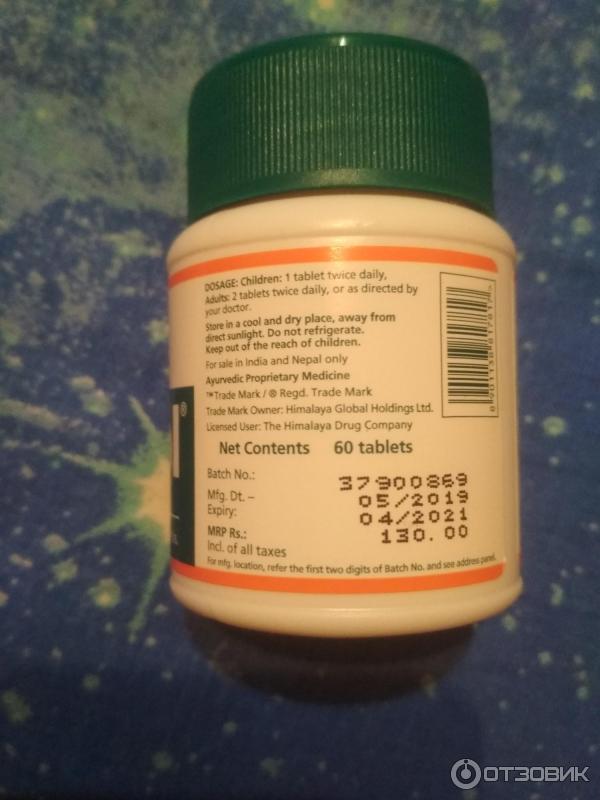 DOSAGE: Children: 1 tablet twice daily,
Adults: 2 tablets twice daily, or as directed by
your doctor.
Store in a cool and dry place, away from
direct sunlight. Do not refrigerate.
Keep out of the reach of children.
For sale in India and Nepal only
Ayurvedic Proprietary Medicine
™Trade Mark / ® Regd. Trade Mark
Trade Mark Owner: Himalaya Global Holdings Ltd.
Licensed User: The Himalaya Drug Company
Net Contents 60 tablets
Batch No.: 37900869
Mfg. Dt. – 05/2019
Expiry: 04/2021
MRP Rs.: 130.00
Incl. of all taxes
For mfg. location, refer the first two digits of Batch No. and see address panel.
®
ОТЗОВИК